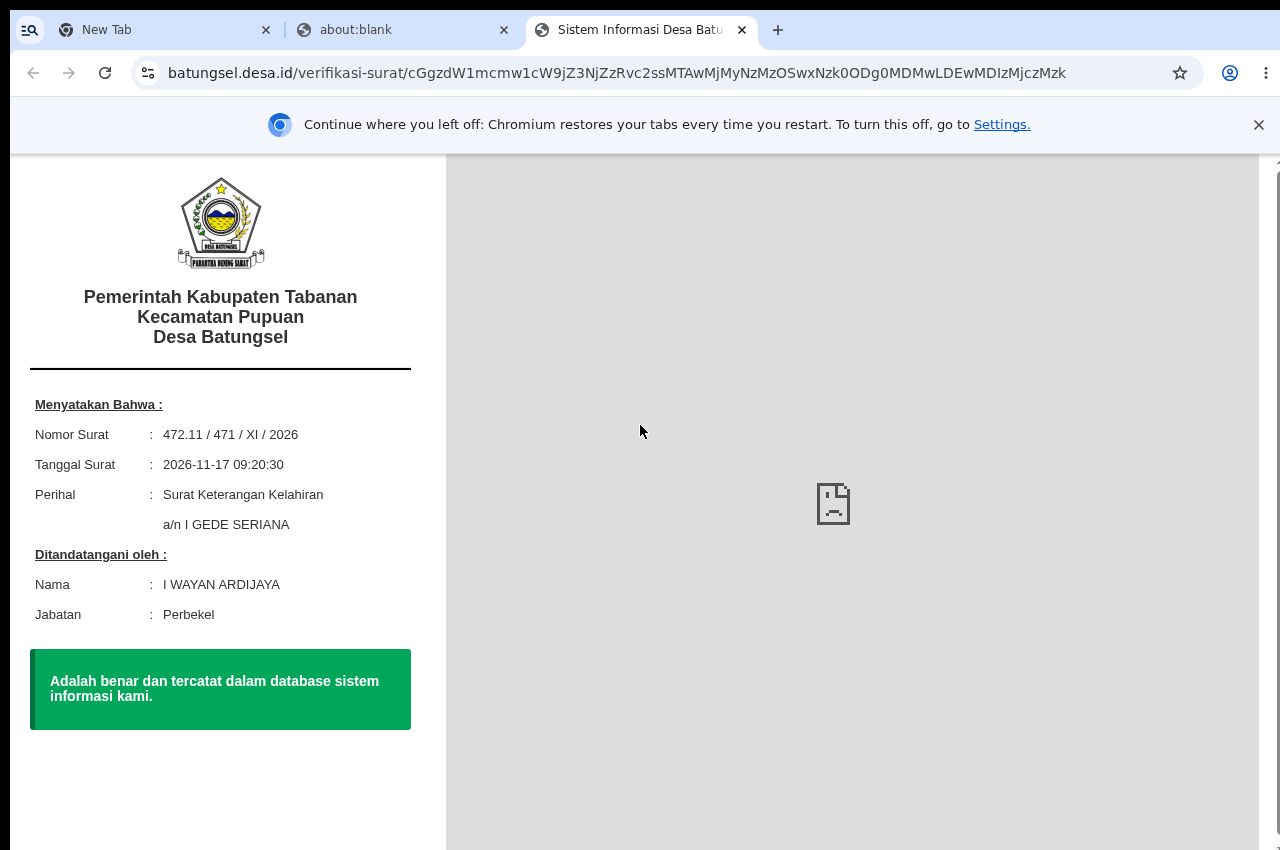 New Tab
about:blank
Sistem Informasi Desa Batu
batungsel.desa.id/verifikasi-surat/cGgzdW1mcmw1cW9jZ3NjZzRvc2ssMTAwMjMyNzMzOSwxNzk0ODg0MDMwLDEwMDIzMjczMzk
Continue where you left off: Chromium restores your tabs every time you restart. To turn this off, go to Settings.
DESA BATUNGSEL
Pemerintah Kabupaten Tabanan
Kecamatan Pupuan
Desa Batungsel
Menyatakan Bahwa :
Nomor Surat : 472.11 / 471 / XI / 2026
Tanggal Surat : 2026-11-17 09:20:30
Perihal : Surat Keterangan Kelahiran
a/n I GEDE SERIANA
Ditandatangani oleh :
Nama : I WAYAN ARDIJAYA
Jabatan : Perbekel
Adalah benar dan tercatat dalam database sistem
informasi kami.